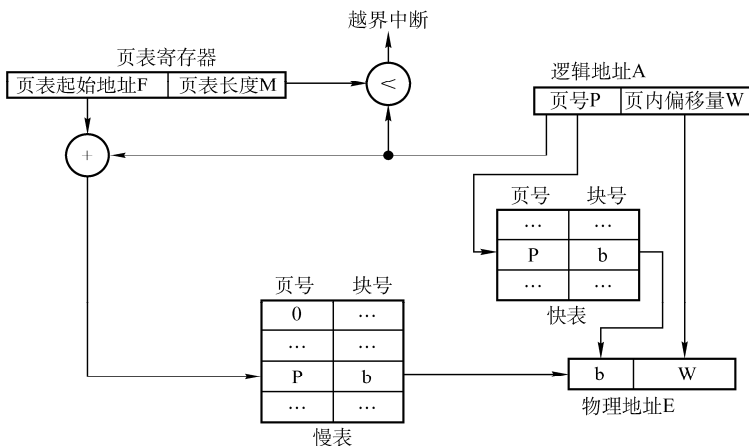 越界中断
页表寄存器
页表起始地址F 页表长度M
<
逻辑地址A
页号P 页内偏移量W
+
页号 块号
… …
P b
… …
快表
页号 块号
0 …
… …
P b
… …
慢表
b W
物理地址E